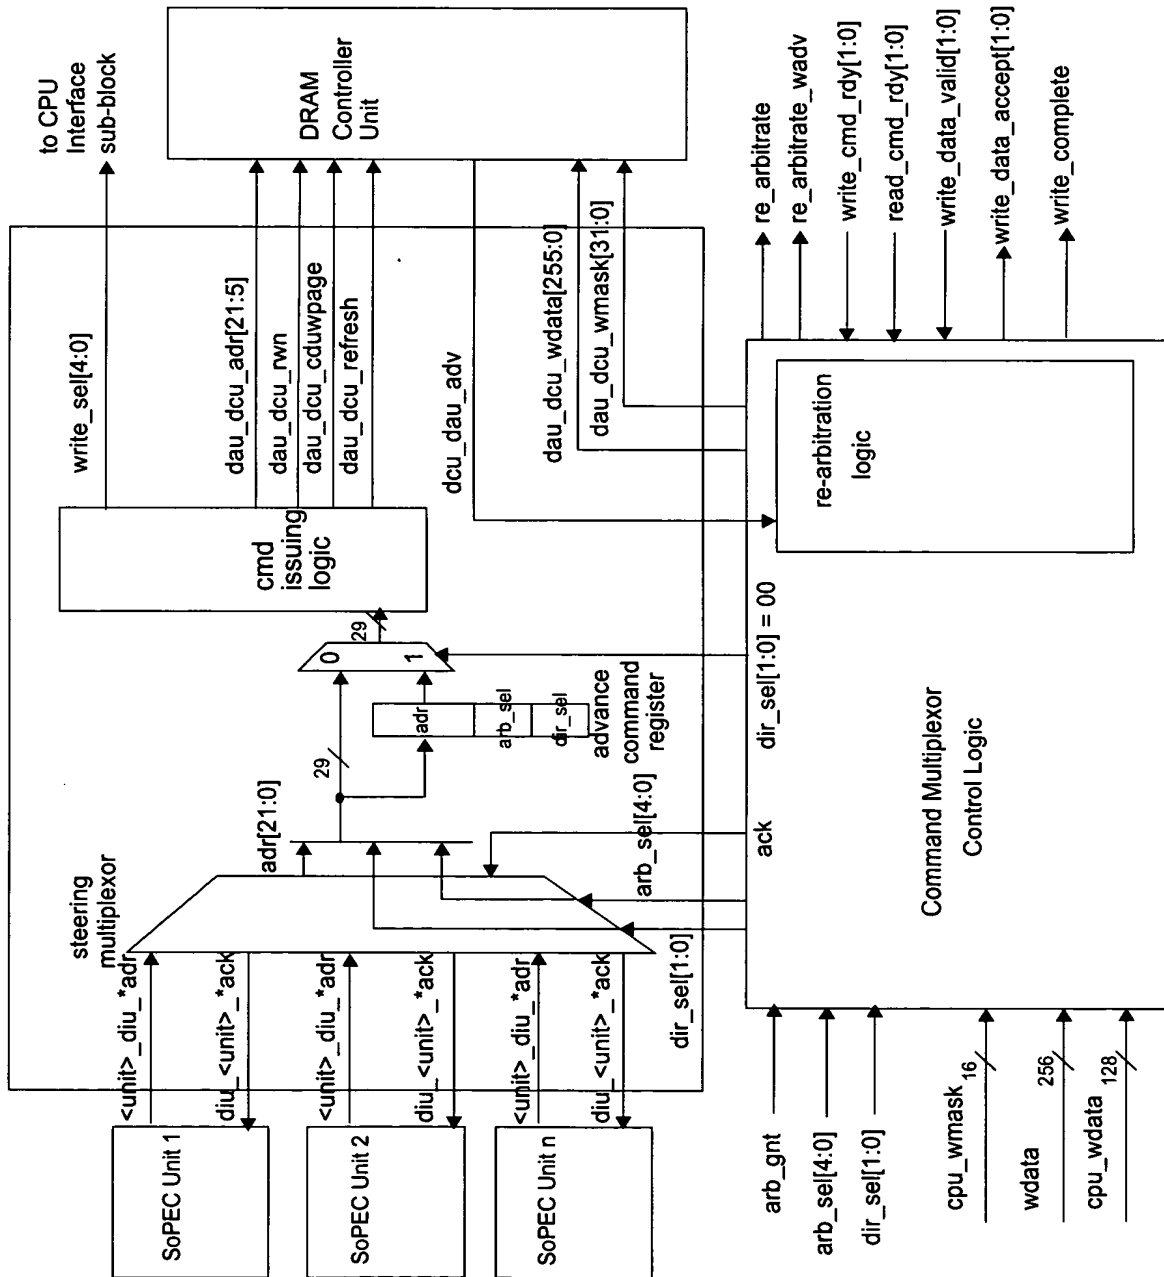 to CPU
Interface
sub-block
write_sel[4:0]
dau_dcu_adr[21:5]
dau_dcu_rwn
dau_dcu_cduwpage
dau_dcu_refresh
dcu_dau_adv
dau_dcu_wdata[255:0]
dau_dcu_wmask[31:0]
DRAM
Controller
Unit
cmd
issuing
logic
29
0
1
adr
arb_sel
dir_sel
advance
command
register
29
adr[21:0]
steering
multiplexor
<unit>_diu_*adr
diu_<unit>_*ack
<unit>_diu_*adr
diu_<unit>_*ack
<unit>_diu_*adr
diu_<unit>_*ack
SoPEC Unit 1
SoPEC Unit 2
SoPEC Unit n
dir_sel[1:0]
arb_sel[4:0]
ack
dir_sel[1:0] = 00
re-arbitration
logic
Command Multiplexor
Control Logic
re_arbitrate
re_arbitrate_wadv
write_cmd_rdy[1:0]
read_cmd_rdy[1:0]
write_data_valid[1:0]
write_data_accept[1:0]
write_complete
arb_gnt
arb_sel[4:0]
dir_sel[1:0]
cpu_wmask
16
wdata
256
cpu_wdata
128